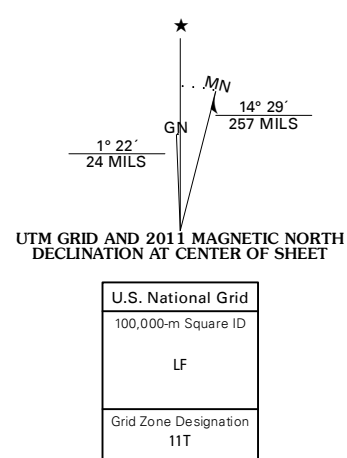 ★
MN
GN
14° 29´
257 MILS
1° 22´
24 MILS
UTM GRID AND 2011 MAGNETIC NORTH
DECLINATION AT CENTER OF SHEET
U.S. National Grid
100,000-m Square ID
LF
Grid Zone Designation
11T